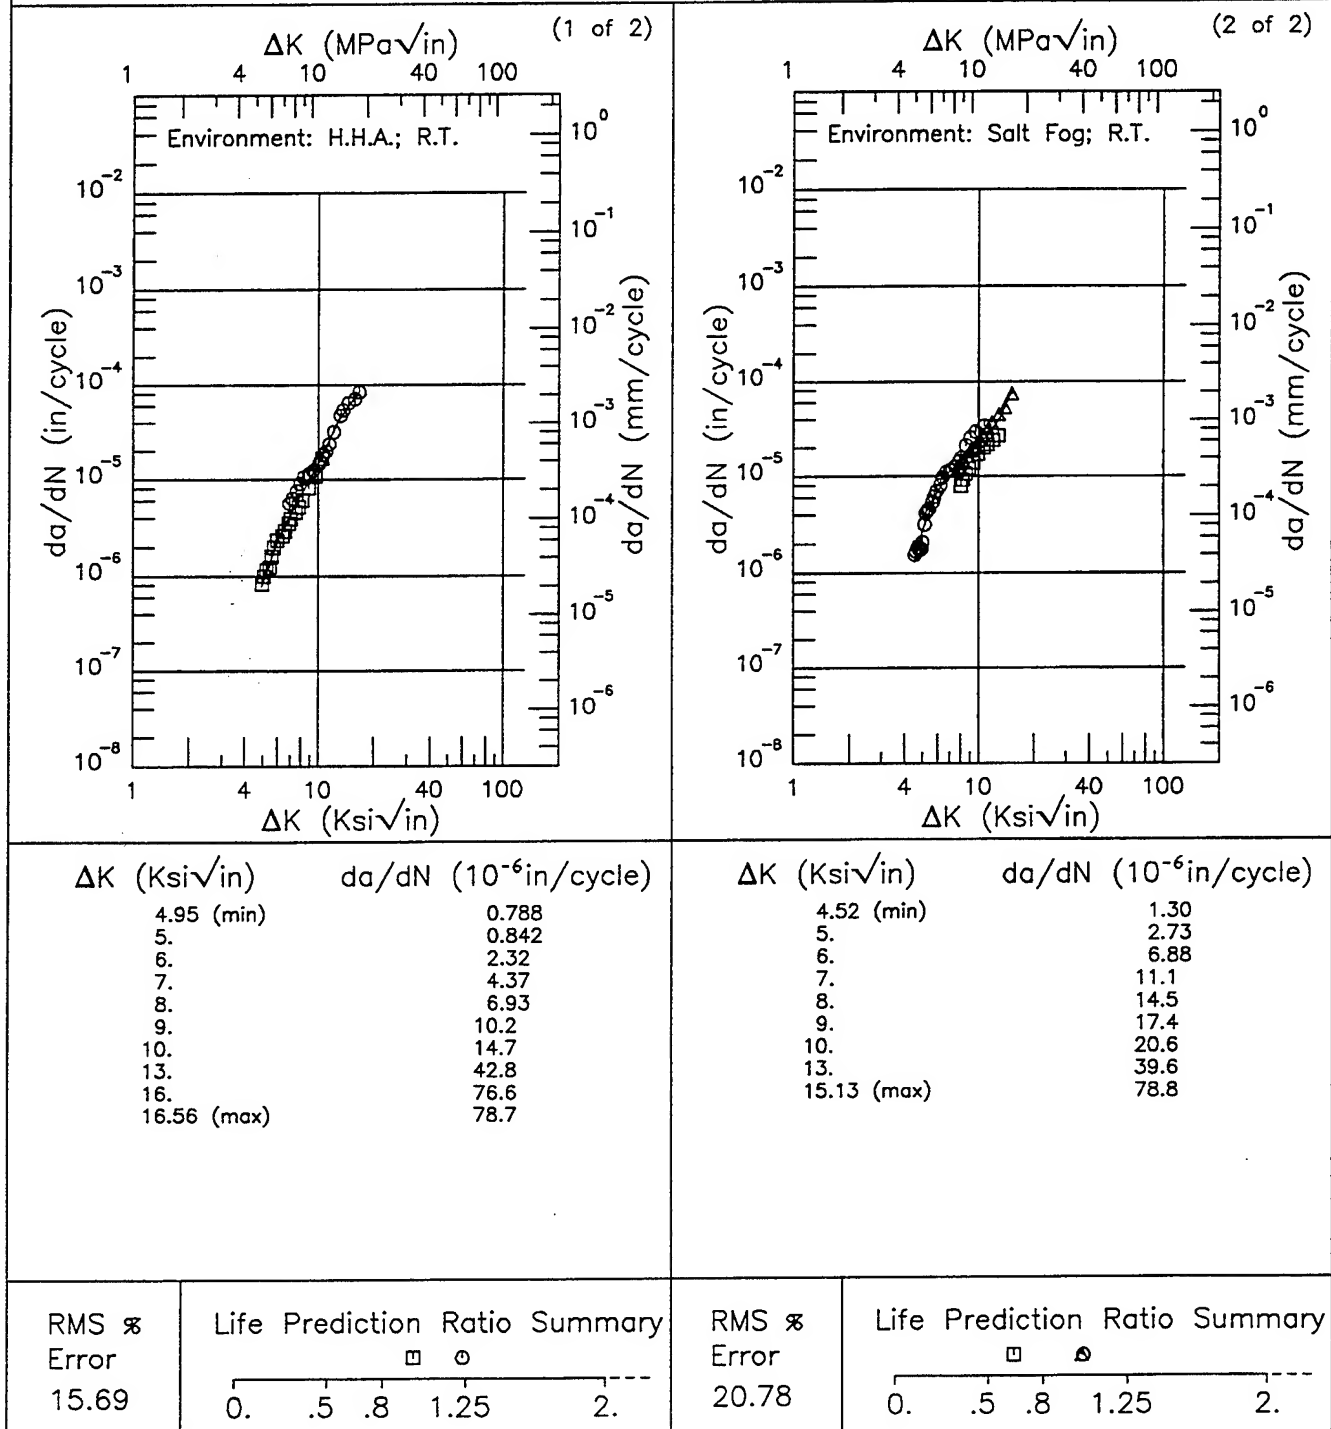 (1 of 2)
ΔK (MPa√in)
1 4 10 40 100
Environment: H.H.A.; R.T.
10⁰
10⁻²
10⁻¹
10⁻³
10⁻²
10⁻⁴
10⁻³
10⁻⁵
10⁻⁴
10⁻⁶
10⁻⁵
10⁻⁷
10⁻⁶
10⁻⁸
da/dN (in/cycle)
da/dN (mm/cycle)
1 4 10 40 100
ΔK (Ksi√in)
ΔK (Ksi√in) da/dN (10⁻⁶in/cycle)
4.95 (min) 0.788
5. 0.842
6. 2.32
7. 4.37
8. 6.93
9. 10.2
10. 14.7
13. 42.8
16. 76.6
16.56 (max) 78.7
RMS %
Error
15.69
Life Prediction Ratio Summary
0. .5 .8 1.25 2.
(2 of 2)
ΔK (MPa√in)
1 4 10 40 100
Environment: Salt Fog; R.T.
10⁰
10⁻²
10⁻¹
10⁻³
10⁻²
10⁻⁴
10⁻³
10⁻⁵
10⁻⁴
10⁻⁶
10⁻⁵
10⁻⁷
10⁻⁶
10⁻⁸
da/dN (in/cycle)
da/dN (mm/cycle)
1 4 10 40 100
ΔK (Ksi√in)
ΔK (Ksi√in) da/dN (10⁻⁶in/cycle)
4.52 (min) 1.30
5. 2.73
6. 6.88
7. 11.1
8. 14.5
9. 17.4
10. 20.6
13. 39.6
15.13 (max) 78.8
RMS %
Error
20.78
Life Prediction Ratio Summary
0. .5 .8 1.25 2.